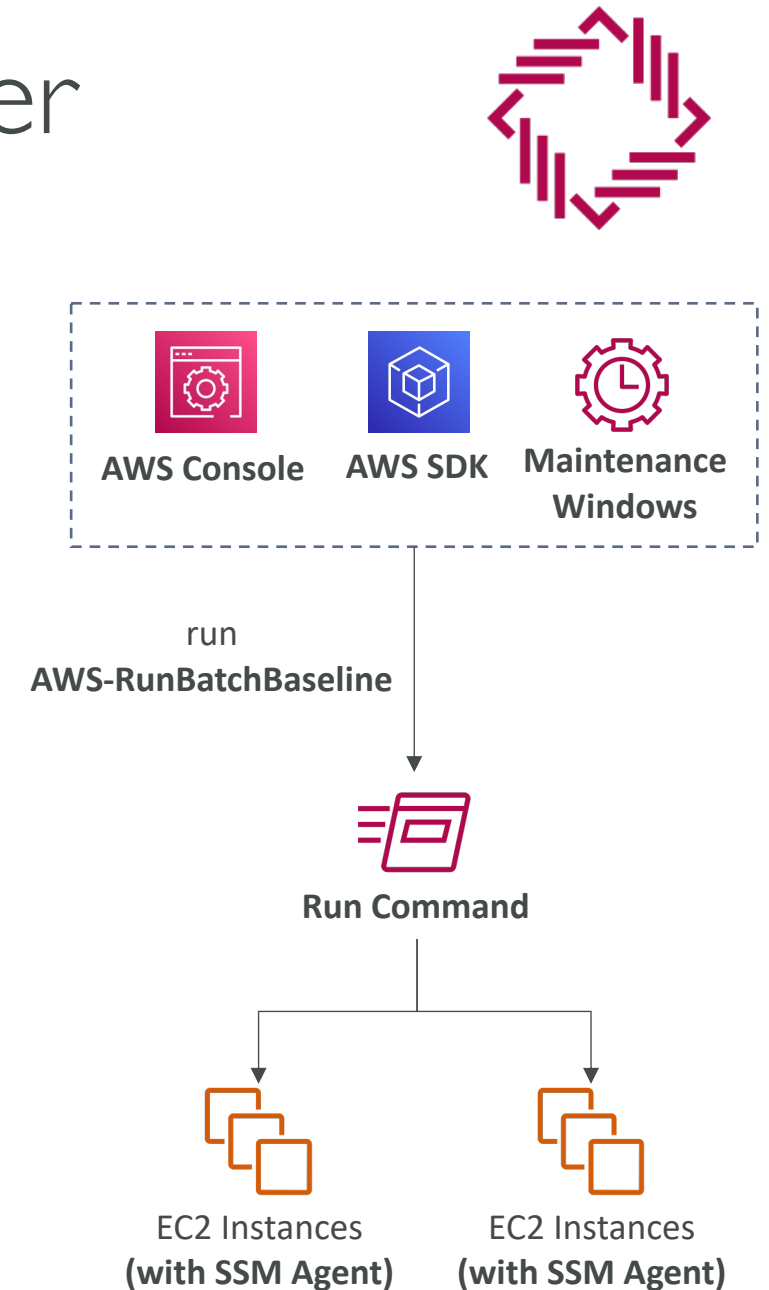 er
AWS Console
AWS SDK
Maintenance
Windows
run
AWS-RunBatchBaseline
Run Command
EC2 Instances
(with SSM Agent)
EC2 Instances
(with SSM Agent)